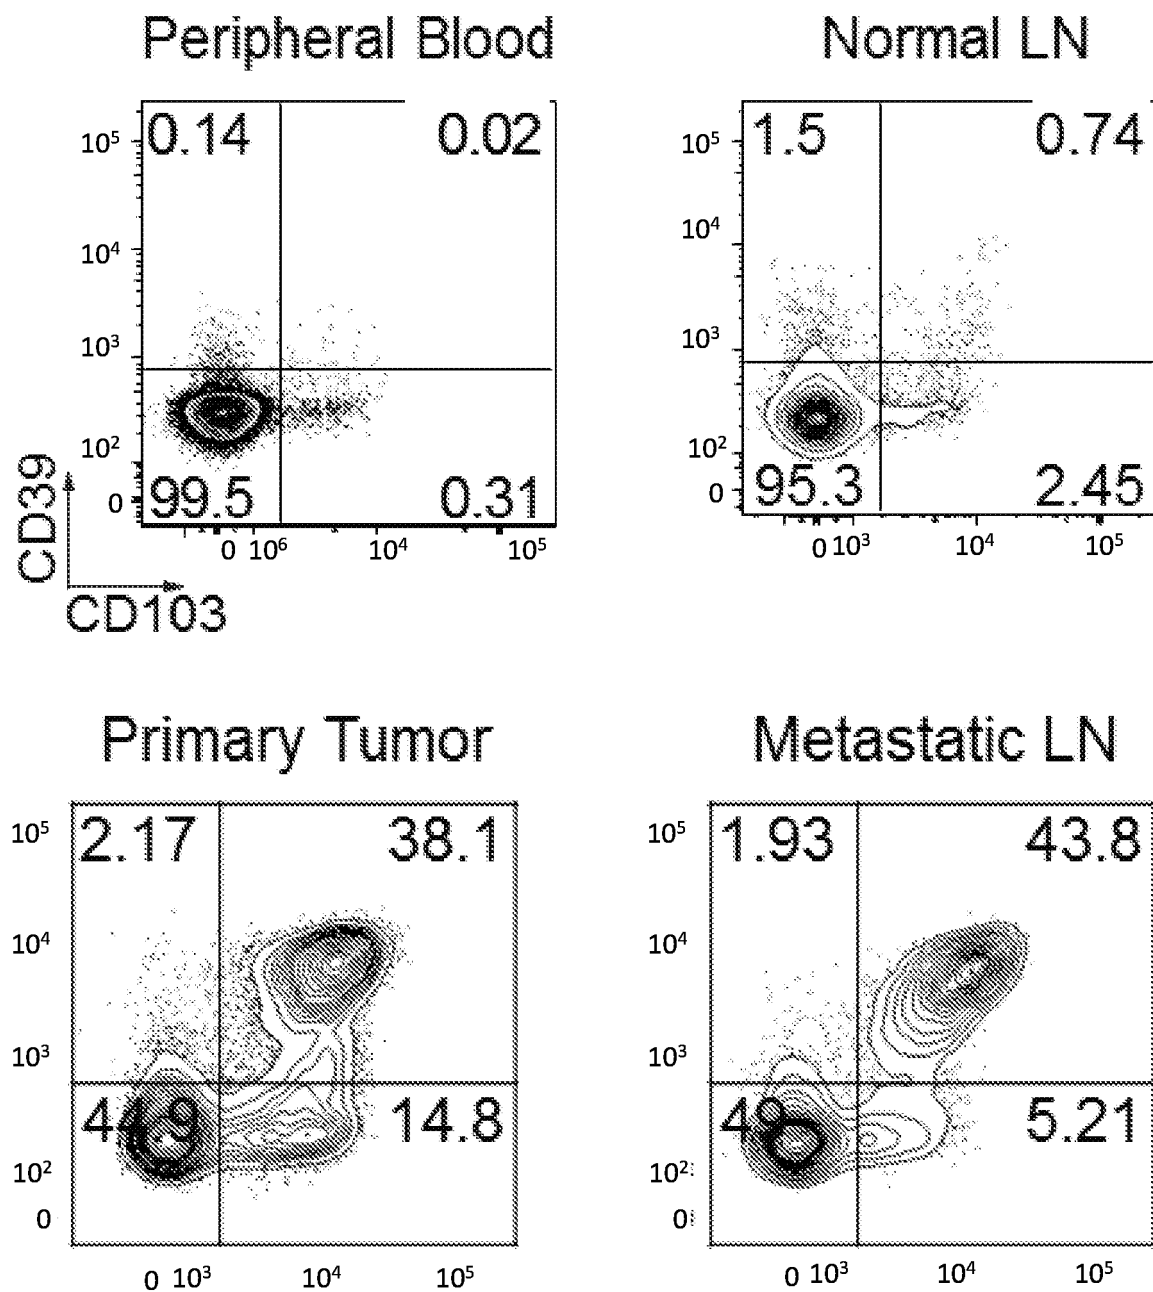 Peripheral Blood
Normal LN
0.14 0.02
10⁵
10⁴
10³
10²
0
99.5 0.31
0 10⁶ 10⁴ 10⁵
CD39
CD103
1.5 0.74
10⁵
10⁴
10³
10²
0
95.3 2.45
0 10³ 10⁴ 10⁵
Primary Tumor
Metastatic LN
2.17 38.1
10⁵
10⁴
10³
44.9 14.8
10²
0
0 10³ 10⁴ 10⁵
1.93 43.8
10⁵
10⁴
10³
49 5.21
10²
0
0 10³ 10⁴ 10⁵